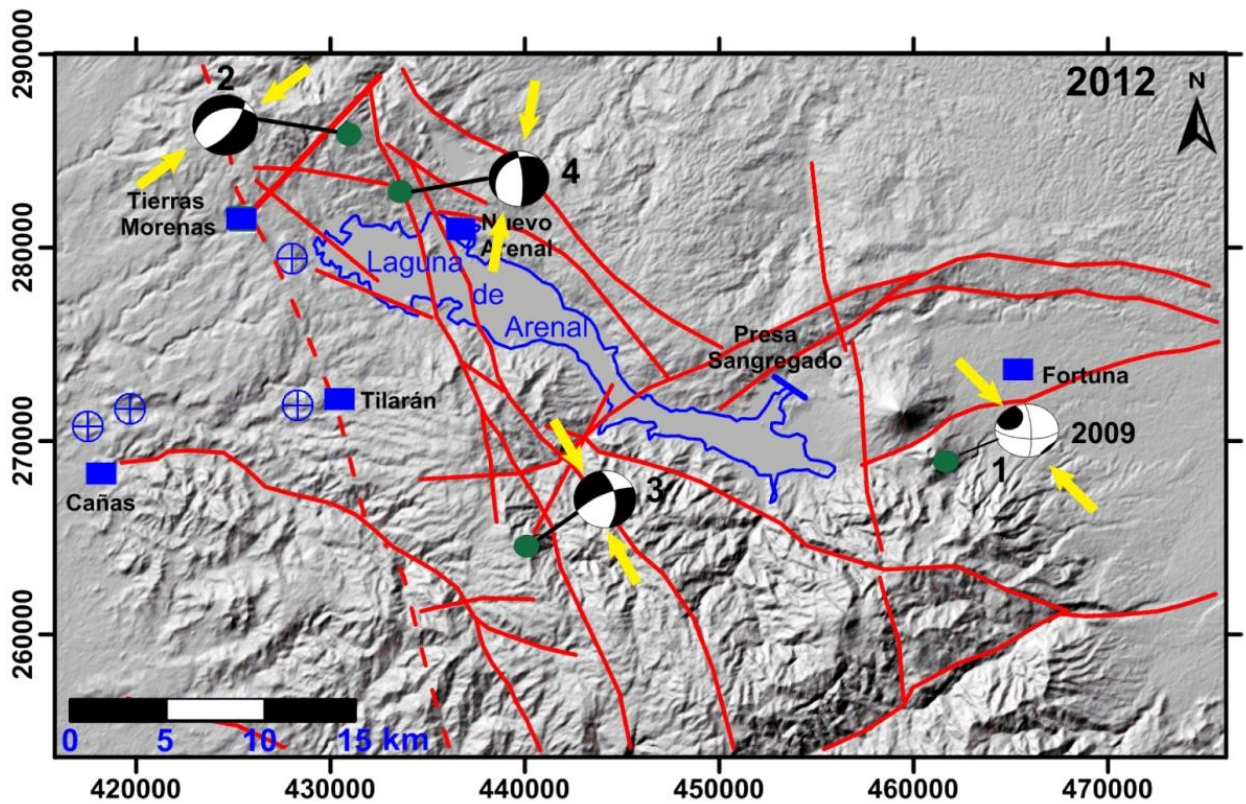 290000
280000
270000
260000
2012
N
2
4
Tierras
Morenas
Nuevo
Arenal
Laguna
de
Arenal
Presa
Sangregado
Fortuna
Tilarán
2009
1
3
Cañas
0 5 10 15 km
420000 430000 440000 450000 460000 470000